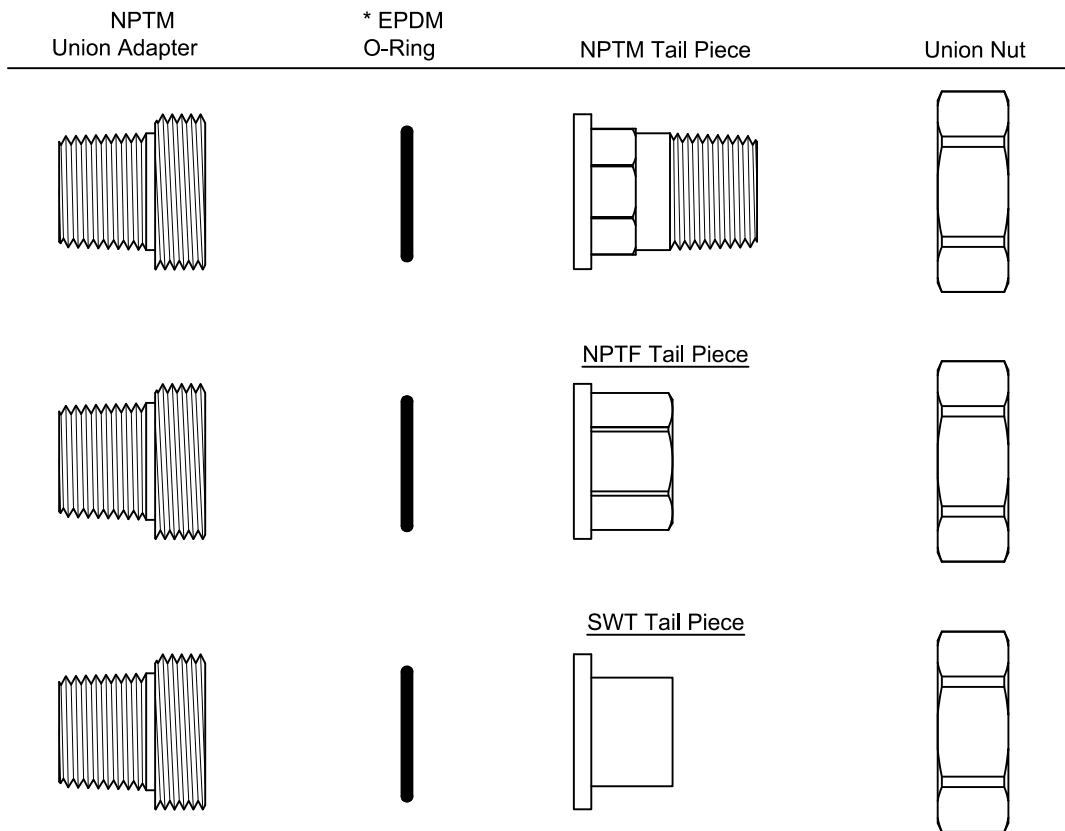 NPTM
Union Adapter
* EPDM
O-Ring
NPTM Tail Piece
Union Nut
NPTF Tail Piece
SWT Tail Piece